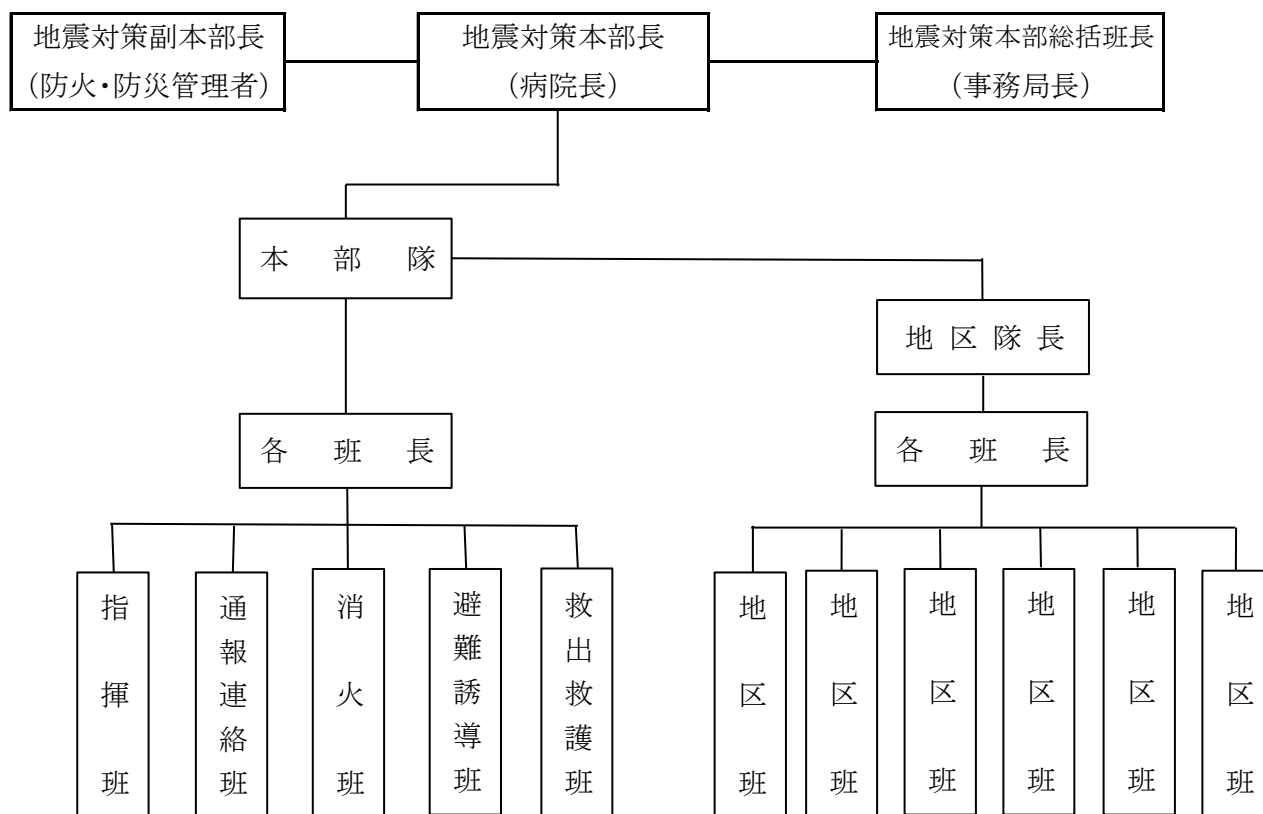 地震対策副本部長
（防火・防災管理者）
地震対策本部長
（病院長）
地震対策本部総括班長
（事務局長）
本部隊
地区隊長
各班長
各班長
指揮班
通報連絡班
消火班
避難誘導班
救出救護班
地区班
地区班
地区班
地区班
地区班
地区班